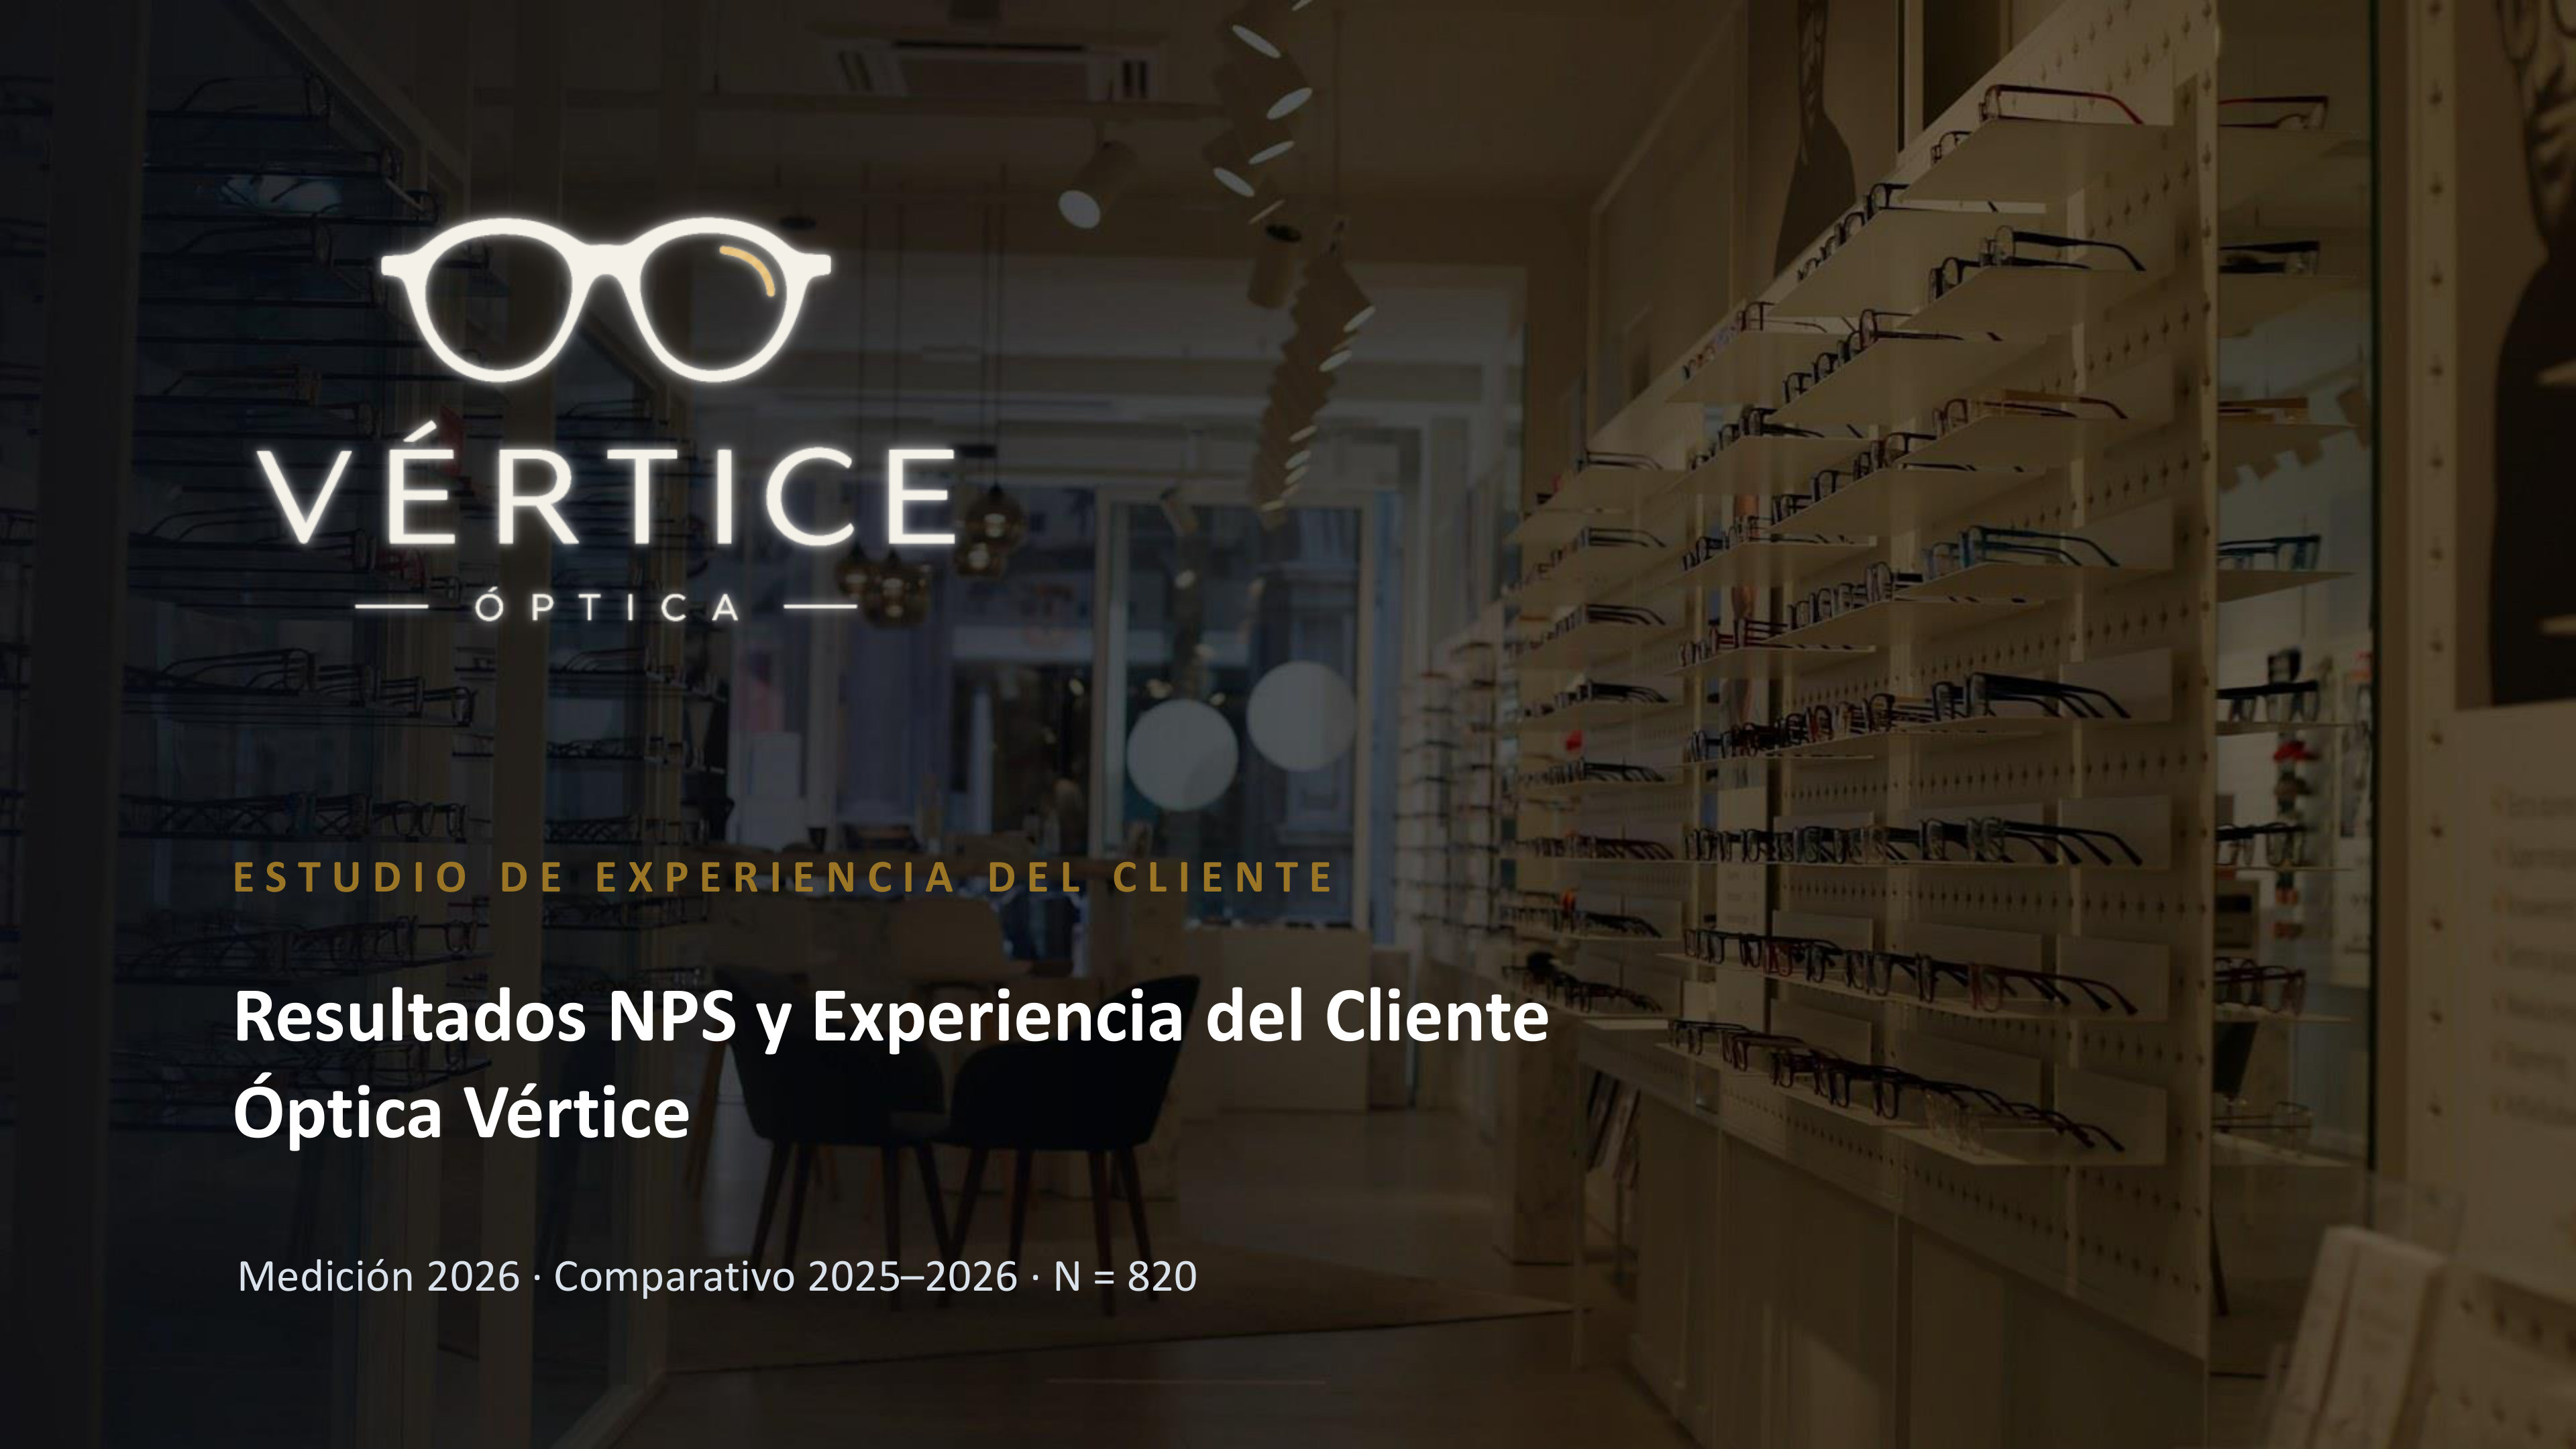 VÉRTICE
ÓPTICA
ESTUDIO DE EXPERIENCIA DEL CLIENTE
Resultados NPS y Experiencia del Cliente
Óptica Vértice
Medición 2026 · Comparativo 2025–2026 · N = 820